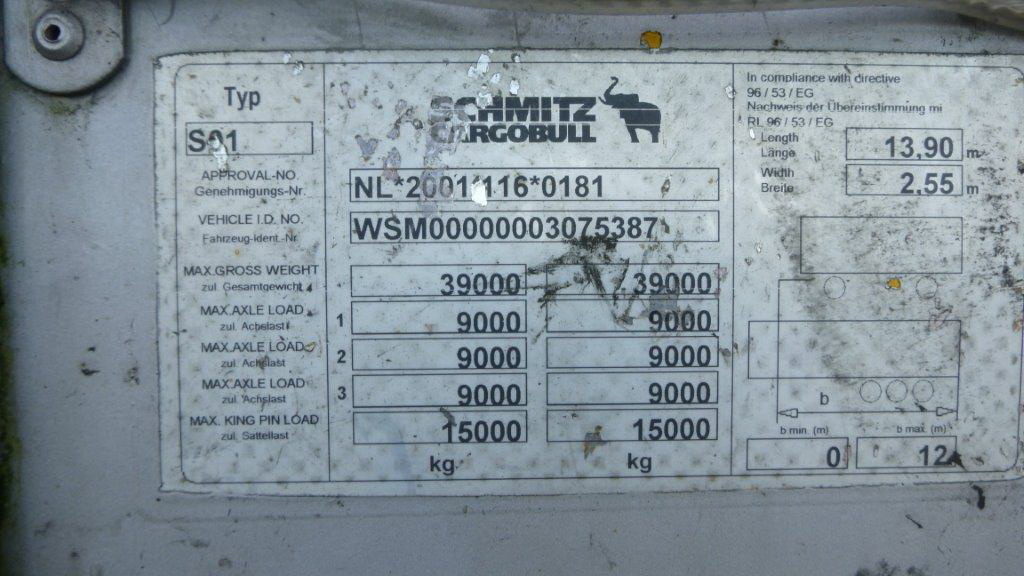 Typ
S01
APPROVAL-NO.
Genehmigungs-Nr.
VEHICLE I.D. NO.
Fahrzeug-Ident.-Nr
SCHMITZ
CARGOBULL
NL*2001/116*0181
WSM00000003075387
MAX.GROSS WEIGHT
zul. Gesamtgewicht
39000 39000
MAX.AXLE LOAD
zul. Achslast
1 9000 9000
MAX.AXLE LOAD
zul. Achslast
2 9000 9000
MAX.AXLE LOAD
zul. Achslast
3 9000 9000
MAX. KING PIN LOAD
zul. Sattellast
15000 15000
kg kg
In compliance with directive
96 / 53 / EG
Nachweis der Übereinstimmung mi
RL 96 / 53 / EG
Length
Länge
13,90 m
Width
Breite
2,55 m
b
b min. (m) b max. (m)
0 12